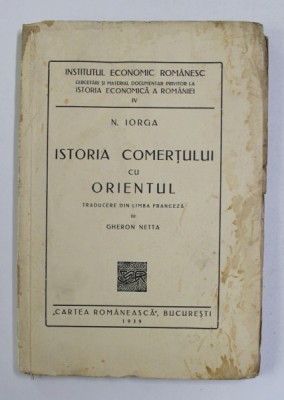 INSTITUTUL ECONOMIC ROMÂNESC
CERCETĂRI ȘI MATERIAL DOCUMENTAR PRIVITOR LA
ISTORIA ECONOMICĂ A ROMÂNIEI
IV
N. IORGA
ISTORIA COMERȚULUI
CU
ORIENTUL
TRADUCERE DIN LIMBA FRANCEZĂ
DE
GHERON NETTA
„CARTEA ROMÂNEASCĂ”, BUCUREȘTI
1939